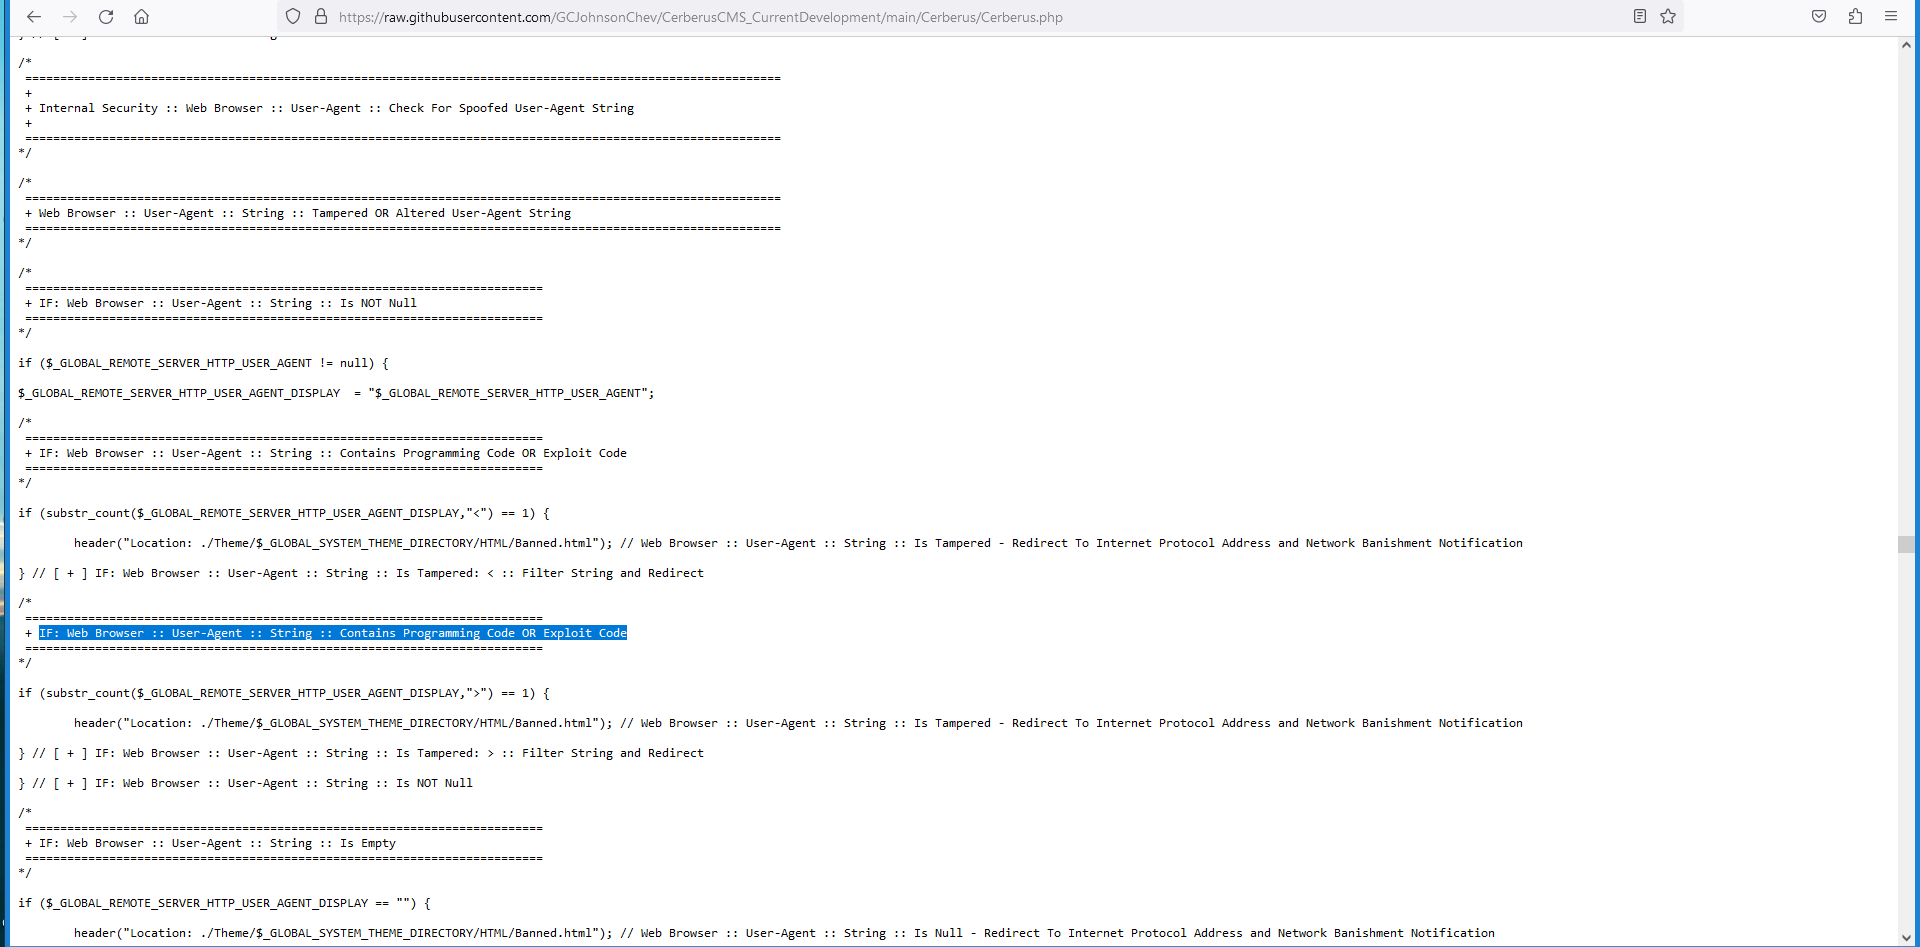 https://raw.githubusercontent.com/GCJohnsonChev/CerberusCMS_CurrentDevelopment/main/Cerberus/Cerberus.php
/*
=============================================================================================================
+
+ Internal Security :: Web Browser :: User-Agent :: Check For Spoofed User-Agent String
+
=============================================================================================================
*/
/*
=============================================================================================================
+ Web Browser :: User-Agent :: String :: Tampered OR Altered User-Agent String
=============================================================================================================
*/
/*
==========================================================================
+ IF: Web Browser :: User-Agent :: String :: Is NOT Null
==========================================================================
*/
if ($_GLOBAL_REMOTE_SERVER_HTTP_USER_AGENT != null) {
$_GLOBAL_REMOTE_SERVER_HTTP_USER_AGENT_DISPLAY  = "$_GLOBAL_REMOTE_SERVER_HTTP_USER_AGENT";
/*
==========================================================================
+ IF: Web Browser :: User-Agent :: String :: Contains Programming Code OR Exploit Code
==========================================================================
*/
if (substr_count($_GLOBAL_REMOTE_SERVER_HTTP_USER_AGENT_DISPLAY,"<") == 1) {
header("Location: ./Theme/$_GLOBAL_SYSTEM_THEME_DIRECTORY/HTML/Banned.html"); // Web Browser :: User-Agent :: String :: Is Tampered - Redirect To Internet Protocol Address and Network Banishment Notification
} // [ + ] IF: Web Browser :: User-Agent :: String :: Is Tampered: < :: Filter String and Redirect
/*
==========================================================================
+ IF: Web Browser :: User-Agent :: String :: Contains Programming Code OR Exploit Code
==========================================================================
*/
if (substr_count($_GLOBAL_REMOTE_SERVER_HTTP_USER_AGENT_DISPLAY,">") == 1) {
header("Location: ./Theme/$_GLOBAL_SYSTEM_THEME_DIRECTORY/HTML/Banned.html"); // Web Browser :: User-Agent :: String :: Is Tampered - Redirect To Internet Protocol Address and Network Banishment Notification
} // [ + ] IF: Web Browser :: User-Agent :: String :: Is Tampered: > :: Filter String and Redirect
} // [ + ] IF: Web Browser :: User-Agent :: String :: Is NOT Null
/*
==========================================================================
+ IF: Web Browser :: User-Agent :: String :: Is Empty
==========================================================================
*/
if ($_GLOBAL_REMOTE_SERVER_HTTP_USER_AGENT_DISPLAY == "") {
header("Location: ./Theme/$_GLOBAL_SYSTEM_THEME_DIRECTORY/HTML/Banned.html"); // Web Browser :: User-Agent :: String :: Is Null - Redirect To Internet Protocol Address and Network Banishment Notification